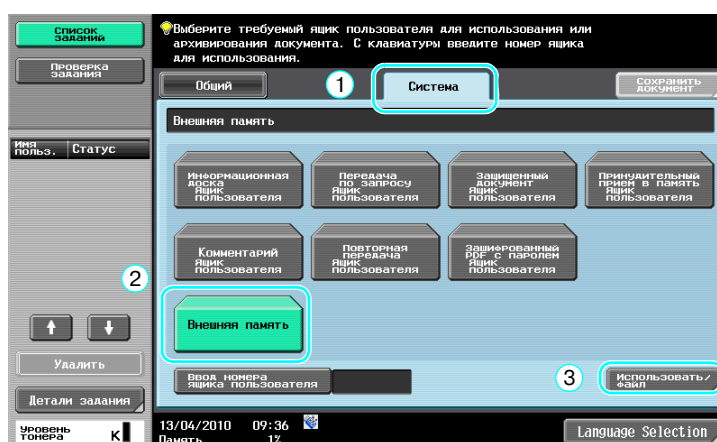 Список
заданий
Проверка
задания
Имя
польз.
Статус
Удалить
Детали задания
Уровень
тонера
K
Выберите требуемый ящик пользователя для использования или
архивирования документа. С клавиатуры введите номер ящика
для использования.
Общий
1
Система
Сохранить
документ
Внешняя память
Информационная
доска
Ящик
пользователя
Передача
по запросу
Ящик
пользователя
Защищенный
документ
Ящик
пользователя
Принудительный
прием в память
Ящик
пользователя
Комментарий
Ящик
пользователя
Повторная
передача
Ящик
пользователя
Зашифрованный
PDF с паролем
Ящик
пользователя
2
Внешняя память
Ввод номера
ящика пользователя
3
Использовать/
файл
13/04/2010 09:36
Память 1%
Language Selection